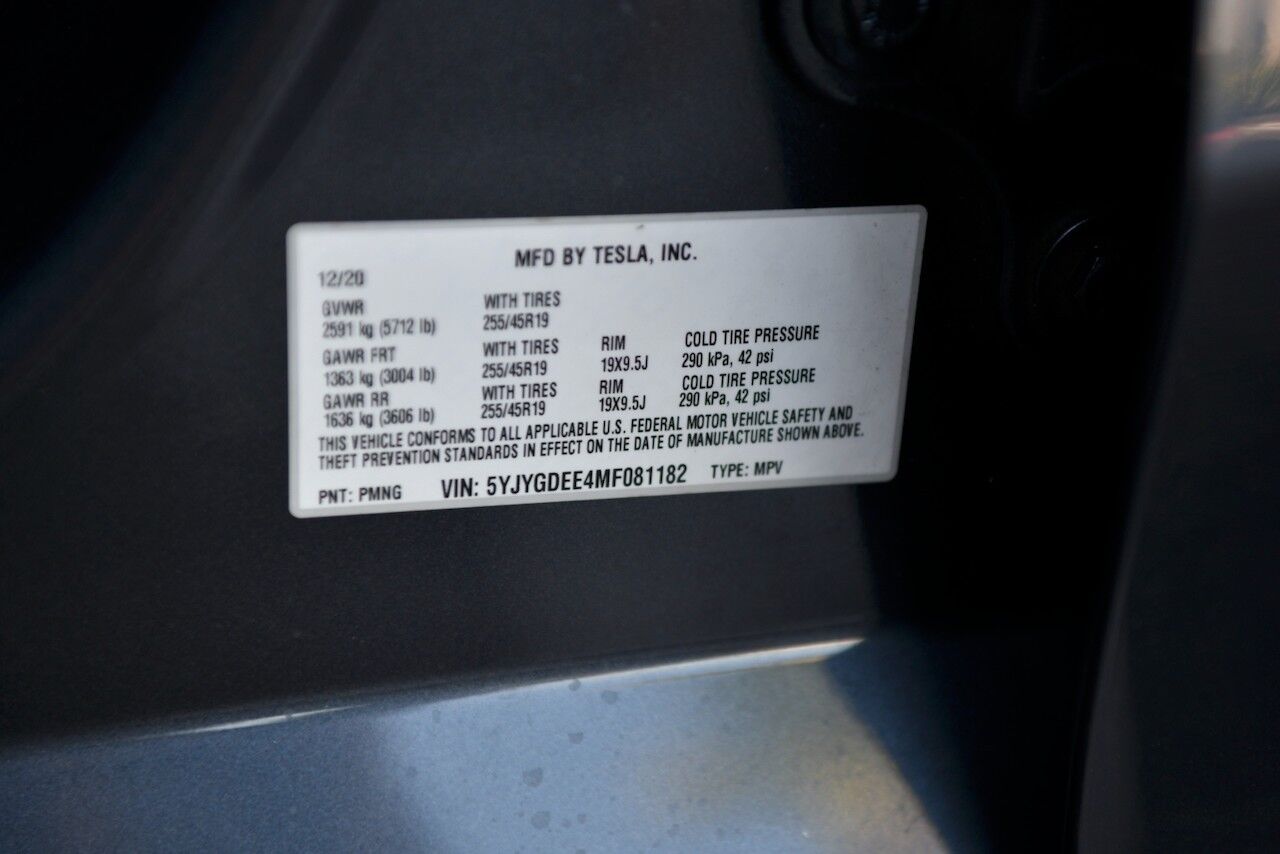 MFD BY TESLA, INC.
12/20
GVWR WITH TIRES
2591 kg (5712 lb) 255/45R19
GAWR FRT WITH TIRES RIM COLD TIRE PRESSURE
1363 kg (3004 lb) 255/45R19 19X9.5J 290 kPa, 42 psi
GAWR RR WITH TIRES RIM COLD TIRE PRESSURE
1636 kg (3606 lb) 255/45R19 19X9.5J 290 kPa, 42 psi
THIS VEHICLE CONFORMS TO ALL APPLICABLE U.S. FEDERAL MOTOR VEHICLE SAFETY AND
THEFT PREVENTION STANDARDS IN EFFECT ON THE DATE OF MANUFACTURE SHOWN ABOVE.
PNT: PMNG VIN: 5YJYGDEE4MF081182 TYPE: MPV